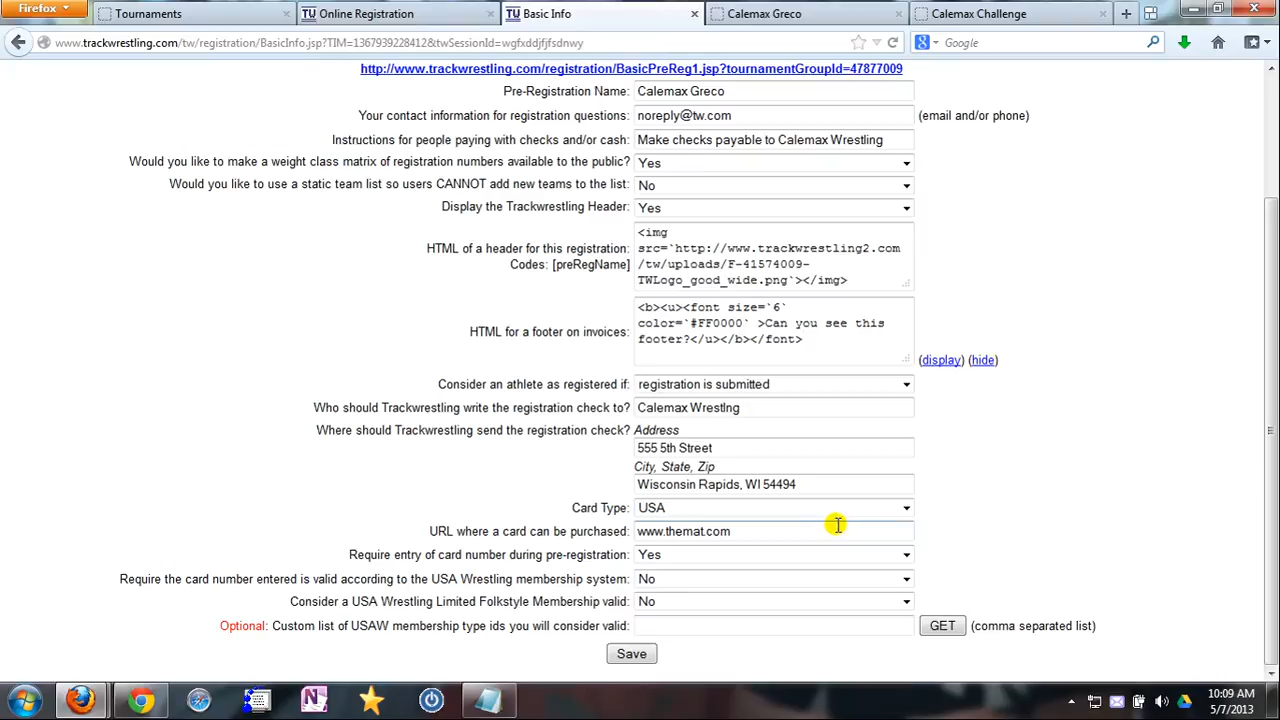 Firefox
Tournaments
Online Registration
Basic Info
Calemax Greco
Calemax Challenge
www.trackwrestling.com/tw/registration/BasicInfo.jsp?TIM=1367939228412&twSessionId=wgfxddjfjfsdnwy
Google
http://www.trackwrestling.com/registration/BasicPreReg1.jsp?tournamentGroupId=47877009
Pre-Registration Name: Calemax Greco
Your contact information for registration questions: noreply@tw.com (email and/or phone)
Instructions for people paying with checks and/or cash: Make checks payable to Calemax Wrestling
Would you like to make a weight class matrix of registration numbers available to the public? Yes
Would you like to use a static team list so users CANNOT add new teams to the list: No
Display the Trackwrestling Header: Yes
HTML of a header for this registration:
Codes: [preRegName]
<img
src=`http://www.trackwrestling2.com
/tw/uploads/F-41574009-
TWLogo_good_wide.png`></img>
HTML for a footer on invoices:
<b><u><font size=`6`
color=`#FF0000` >Can you see this
footer?</u></b></font>
(display) (hide)
Consider an athlete as registered if: registration is submitted
Who should Trackwrestling write the registration check to? Calemax Wrestlng
Where should Trackwrestling send the registration check? Address
555 5th Street
City, State, Zip
Wisconsin Rapids, WI 54494
Card Type: USA
URL where a card can be purchased: www.themat.com
Require entry of card number during pre-registration: Yes
Require the card number entered is valid according to the USA Wrestling membership system: No
Consider a USA Wrestling Limited Folkstyle Membership valid: No
Optional: Custom list of USAW membership type ids you will consider valid: GET (comma separated list)
Save
10:09 AM
5/7/2013